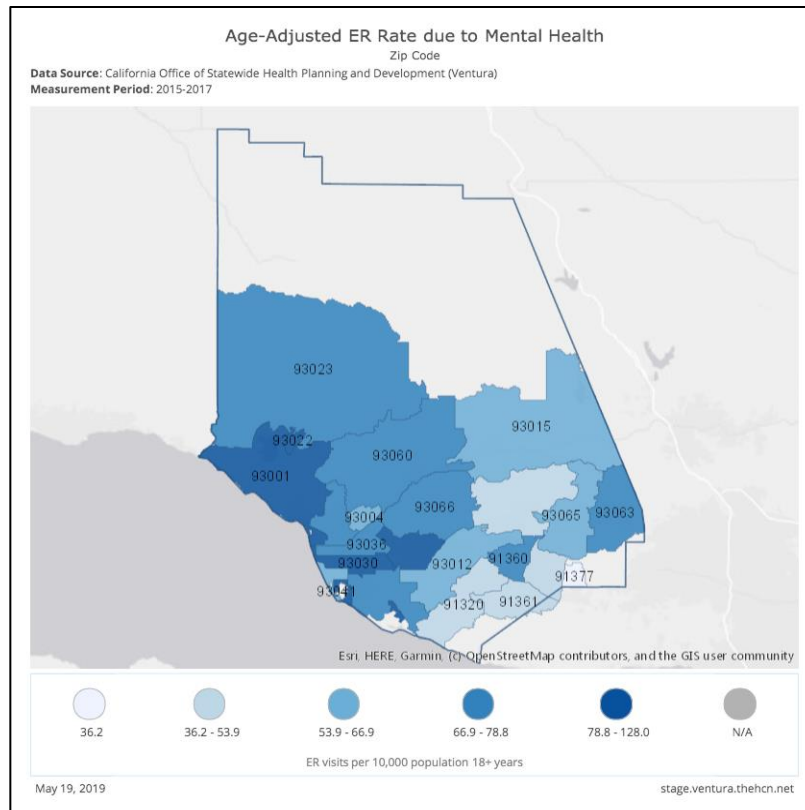 Age-Adjusted ER Rate due to Mental Health
Zip Code
Data Source: California Office of Statewide Health Planning and Development (Ventura)
Measurement Period: 2015-2017
93023
93015
93022
93060
93001
93066
93004
93065
93063
93036
93030
93012
91360
91377
93041
91320
91361
Esri, HERE, Garmin, (c) OpenStreetMap contributors, and the GIS user community
36.2
36.2 - 53.9
53.9 - 66.9
66.9 - 78.8
78.8 - 128.0
N/A
ER visits per 10,000 population 18+ years
May 19, 2019
stage.ventura.thehcn.net